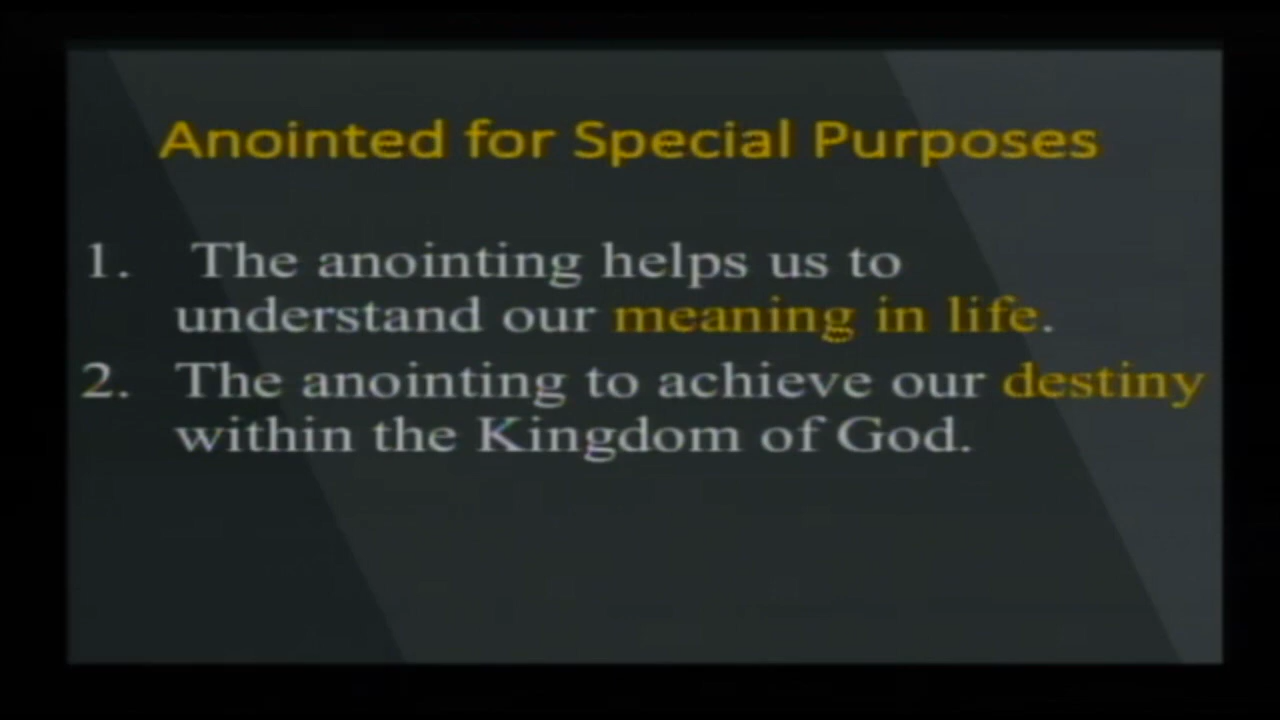 Anointed for Special Purposes
1. The anointing helps us to
understand our meaning in life.
2. The anointing to achieve our destiny
within the Kingdom of God.